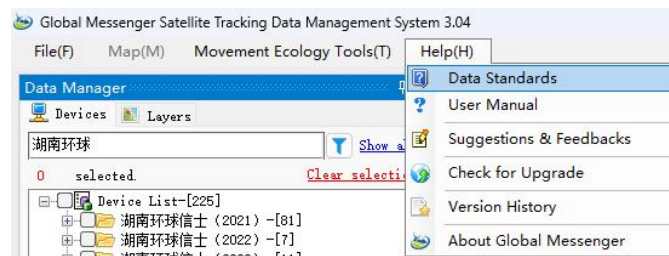 Global Messenger Satellite Tracking Data Management System 3.04
File(F) Map(M) Movement Ecology Tools(T) Help(H)
Data Manager
Devices Layers
湖南环球
Show
0 selected.
Device List-[225]
湖南环球信士（2021）-[81]
湖南环球信士（2022）-[7]
Data Standards
User Manual
Suggestions & Feedbacks
Check for Upgrade
Version History
About Global Messenger